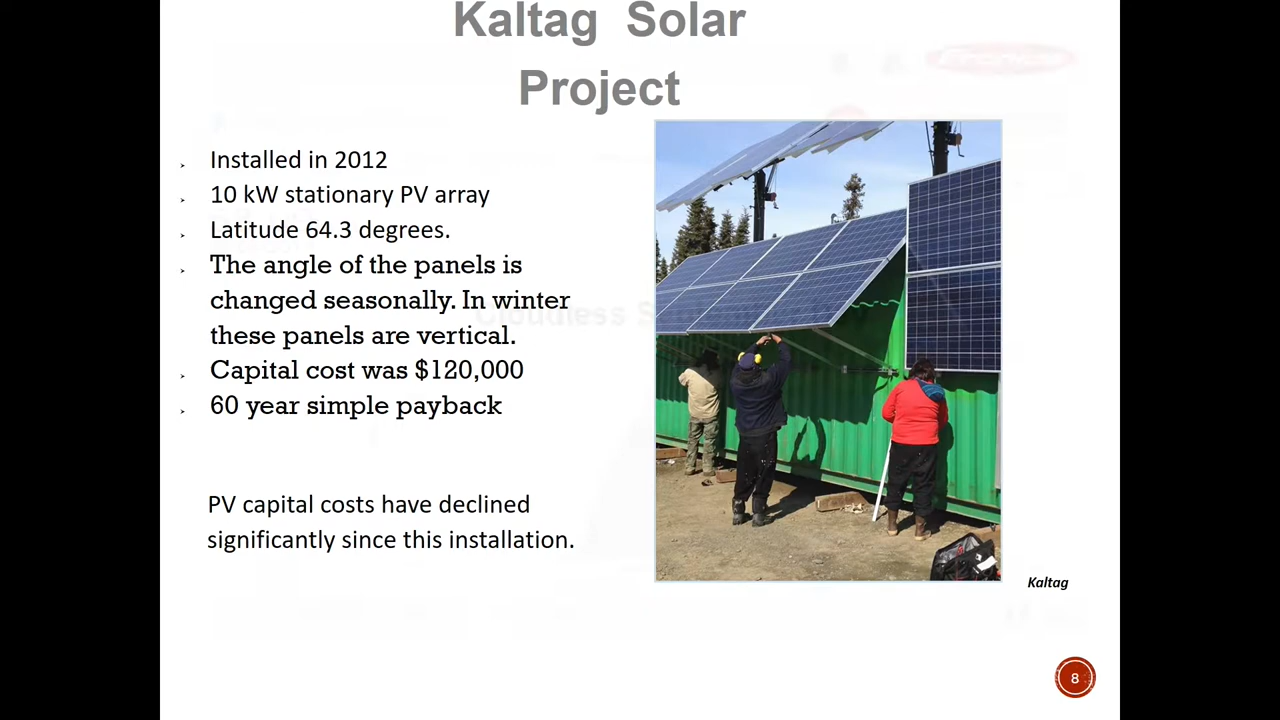 Kaltag Solar
Project
Installed in 2012
10 kW stationary PV array
Latitude 64.3 degrees.
The angle of the panels is
changed seasonally. In winter
these panels are vertical.
Capital cost was $120,000
60 year simple payback
PV capital costs have declined
significantly since this installation.
Kaltag
8